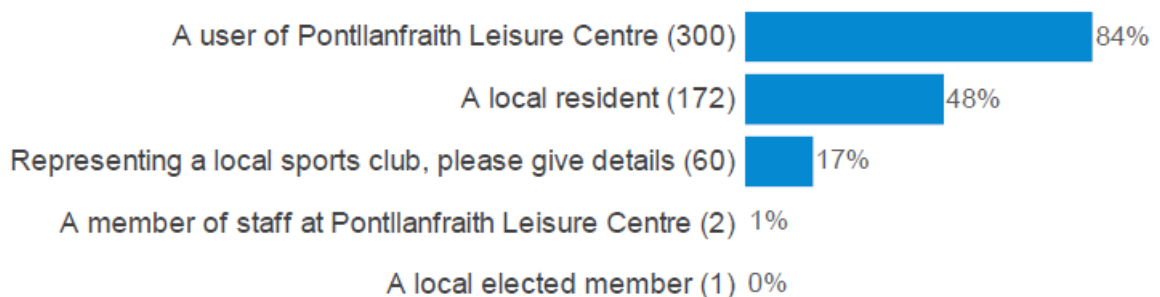 A user of Pontllanfraith Leisure Centre (300) 84%
A local resident (172) 48%
Representing a local sports club, please give details (60) 17%
A member of staff at Pontllanfraith Leisure Centre (2) 1%
A local elected member (1) 0%